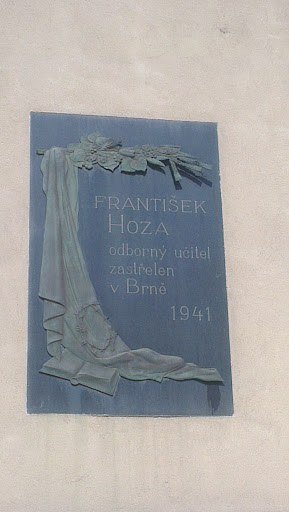 FRANTIŠEK
HOZA
odborný učitel
zastřelen
v Brně
1941